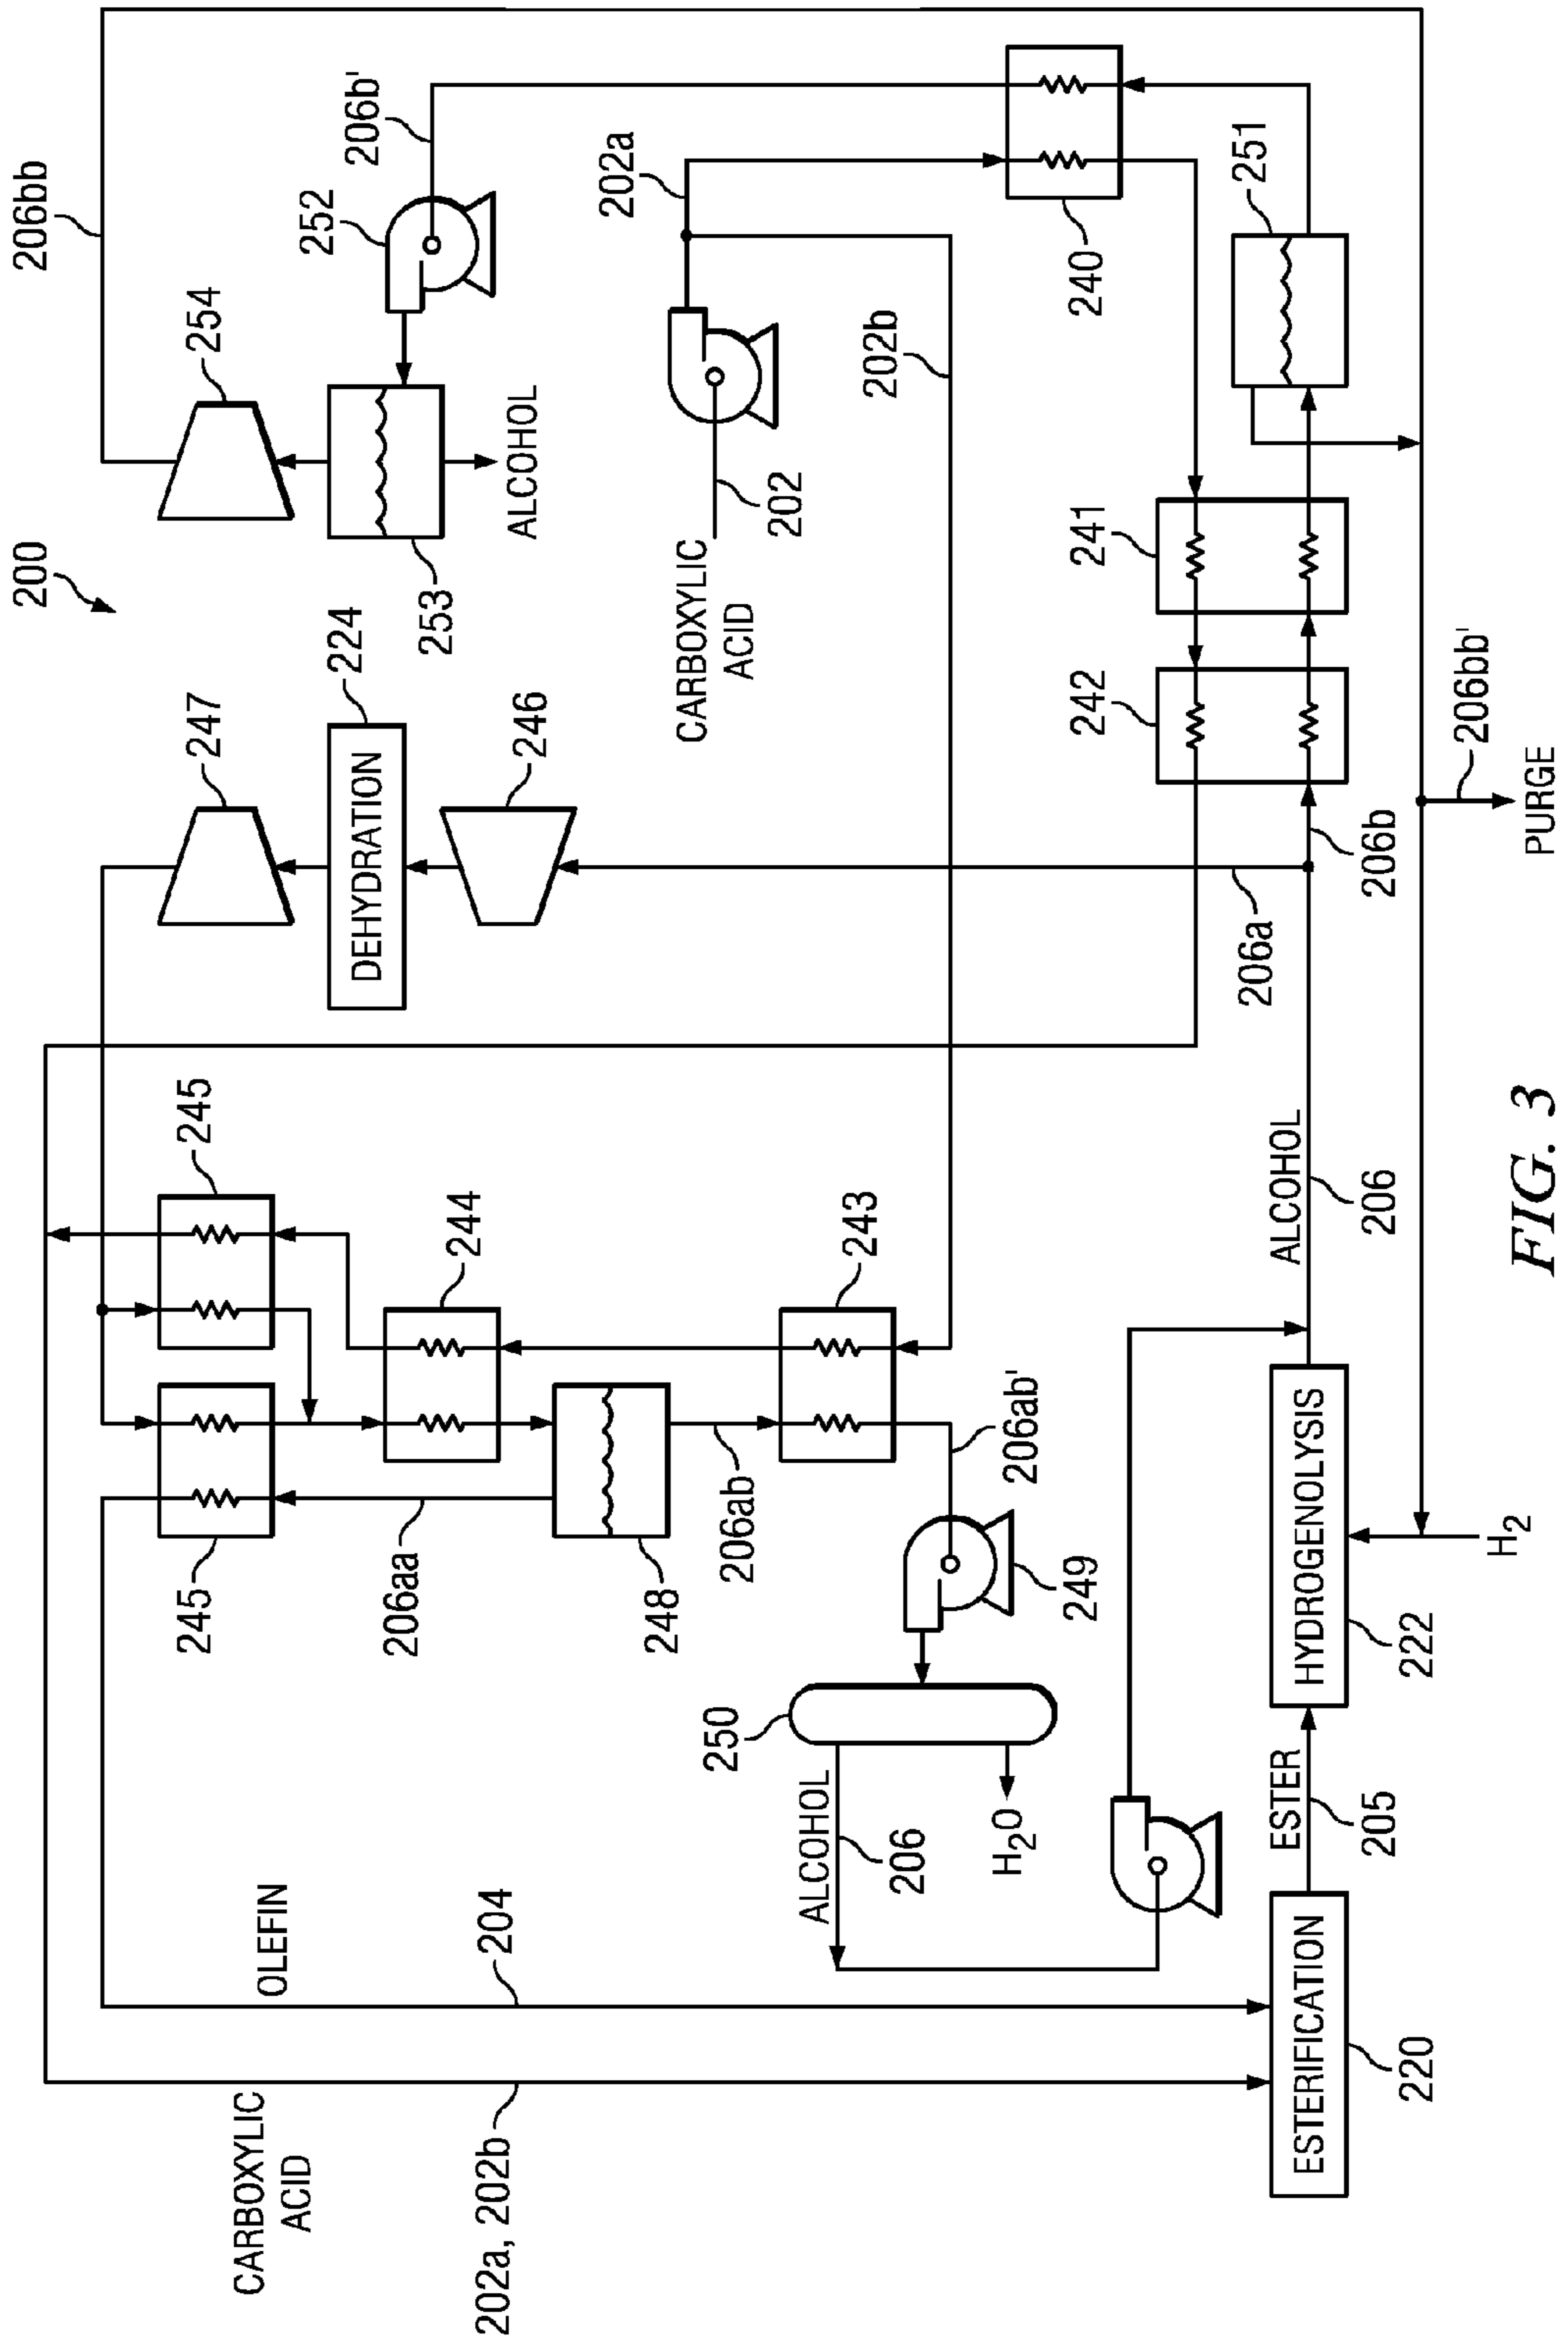 200
206bb
254
252
206b'
253
ALCOHOL
247
224
DEHYDRATION
246
202a
CARBOXYLIC
ACID
202
202b
240
251
241
242
206b
206a
206bb'
PURGE
245
245
244
243
206aa
248
206ab
206ab'
249
250
ALCOHOL
206
H2O
OLEFIN
204
CARBOXYLIC
ACID
202a, 202b
ESTERIFICATION
220
ESTER
205
HYDROGENOLYSIS
222
H2
ALCOHOL
206
FIG. 3